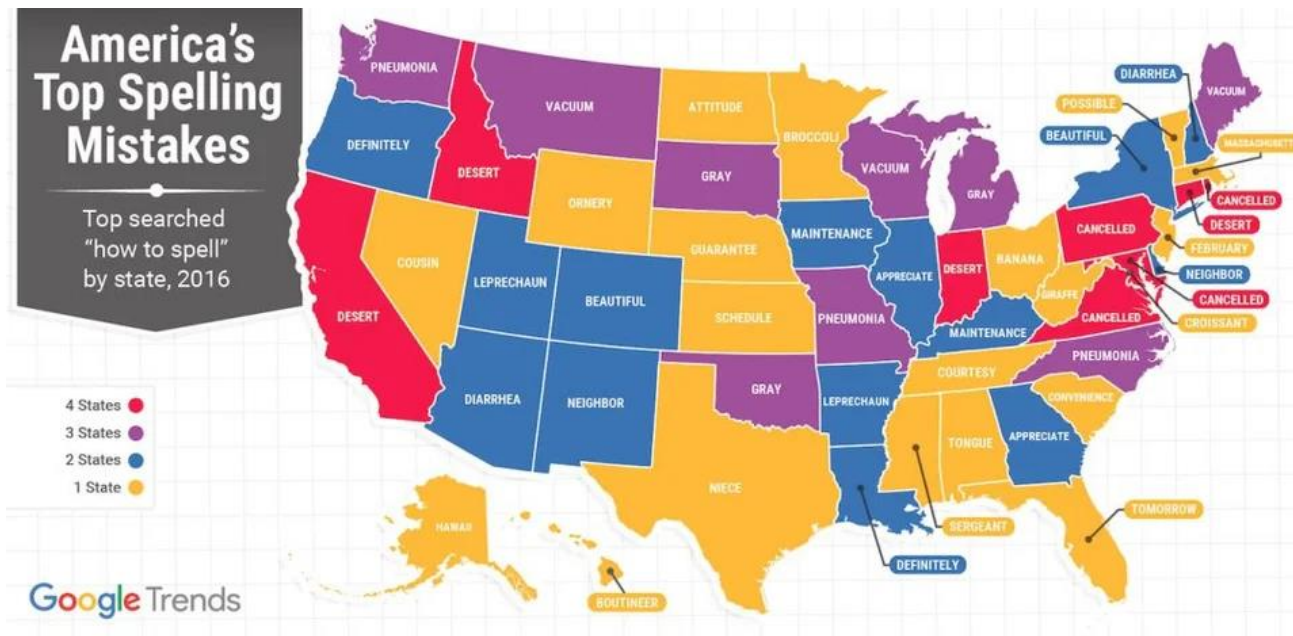 America's
Top Spelling
Mistakes
Top searched
"how to spell"
by state, 2016
4 States
3 States
2 States
1 State
Google Trends
PNEUMONIA
VACUUM
ATTITUDE
BROCCOLI
DIARRHEA
VACUUM
POSSIBLE
BEAUTIFUL
MASSACHUSETT
DEFINITELY
DESERT
GRAY
VACUUM
GRAY
ORNERY
CANCELLED
DESERT
CANCELLED
FEBRUARY
COUSIN
LEPRECHAUN
BEAUTIFUL
GUARANTEE
MAINTENANCE
APPRECIATE
DESERT
BANANA
NEIGHBOR
GIRAFFE
CANCELLED
DESERT
SCHEDULE
PNEUMONIA
MAINTENANCE
CANCELLED
CROISSANT
DIARRHEA
NEIGHBOR
GRAY
LEPRECHAUN
COURTESY
PNEUMONIA
CONVENIENCE
NIECE
TONGUE
APPRECIATE
HAWAII
SERGEANT
TOMORROW
DEFINITELY
BOUTINEER